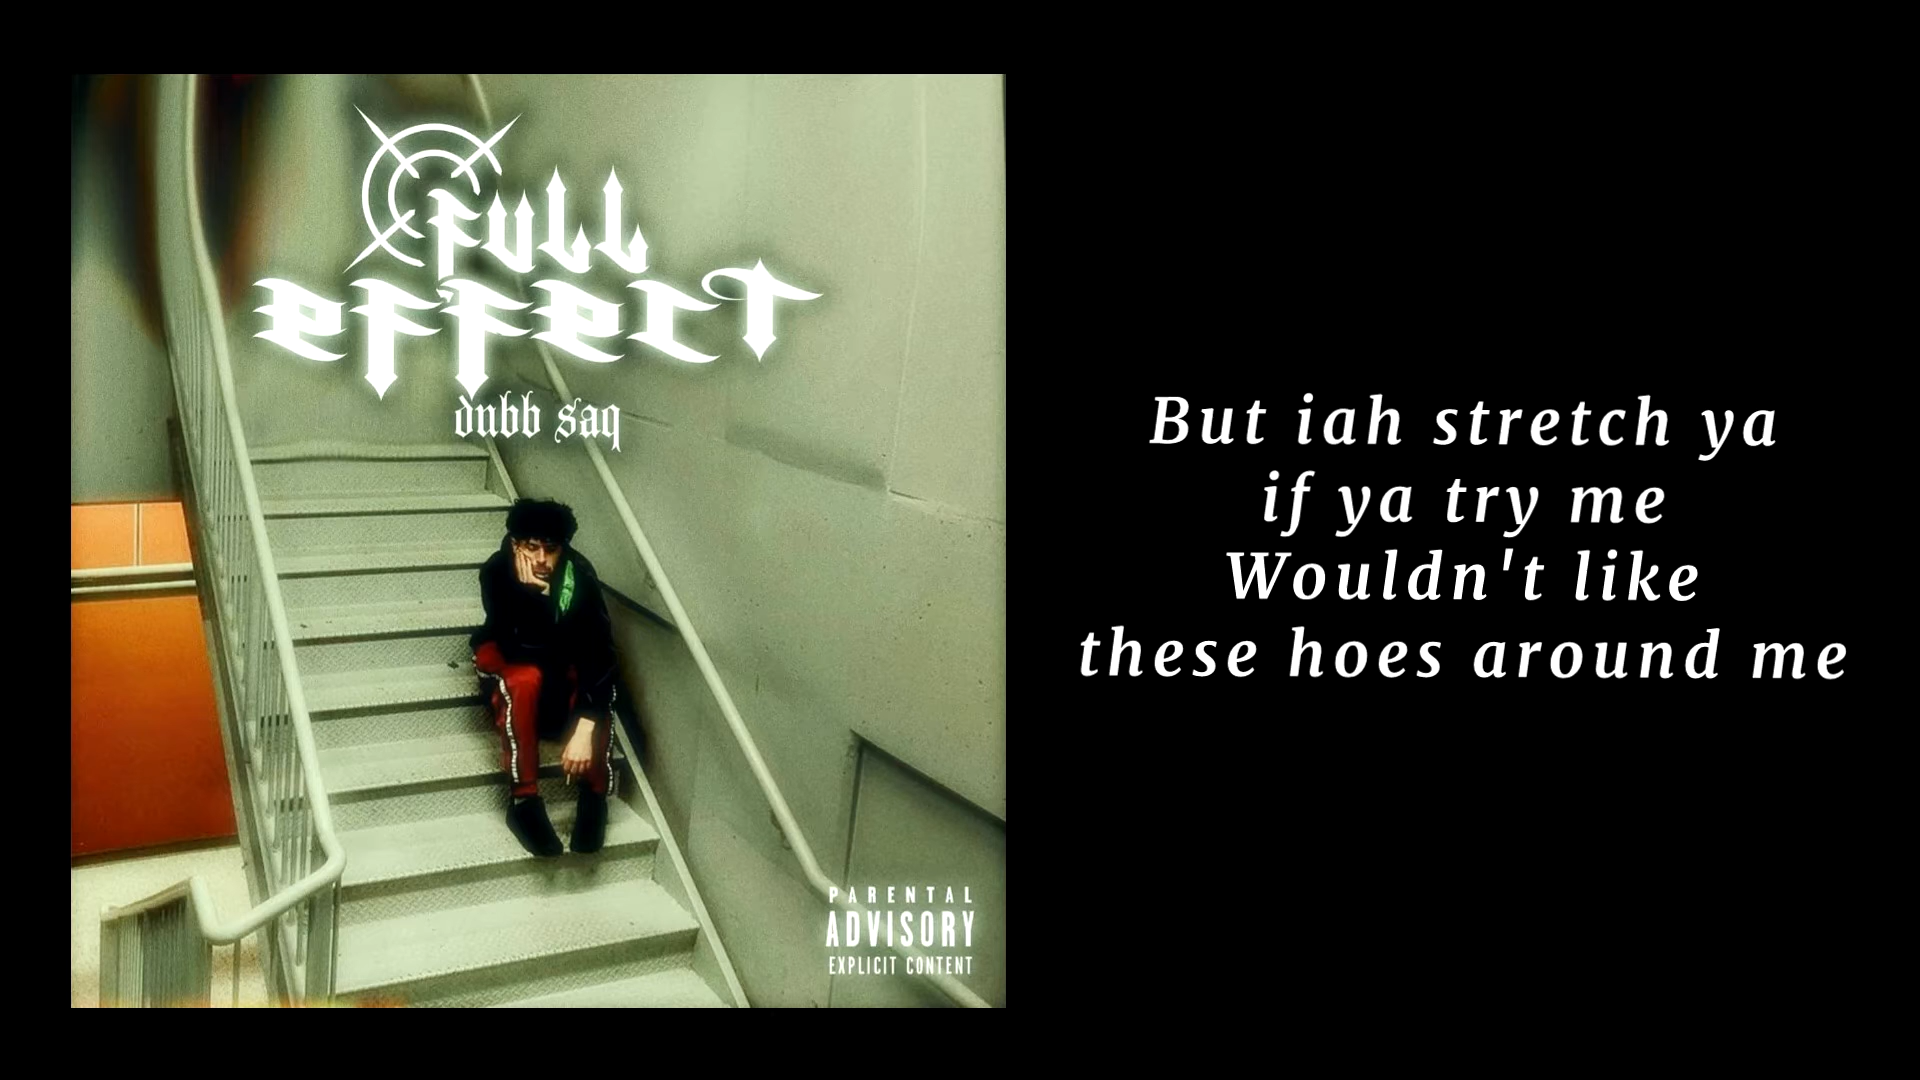 FULL
EFFECT
dubb saq
PARENTAL
ADVISORY
EXPLICIT CONTENT
But iah stretch ya
if ya try me
Wouldn't like
these hoes around me